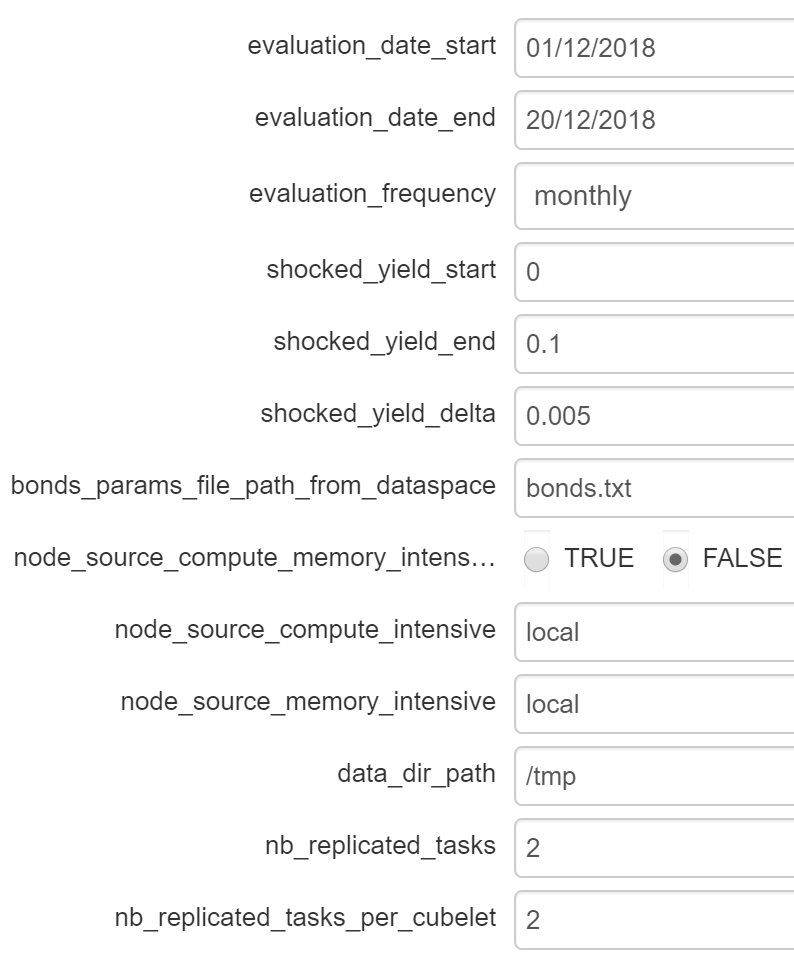 evaluation_date_start 01/12/2018
evaluation_date_end 20/12/2018
evaluation_frequency monthly
shocked_yield_start 0
shocked_yield_end 0.1
shocked_yield_delta 0.005
bonds_params_file_path_from_dataspace bonds.txt
node_source_compute_memory_intens... TRUE FALSE
node_source_compute_intensive local
node_source_memory_intensive local
data_dir_path /tmp
nb_replicated_tasks 2
nb_replicated_tasks_per_cubelet 2